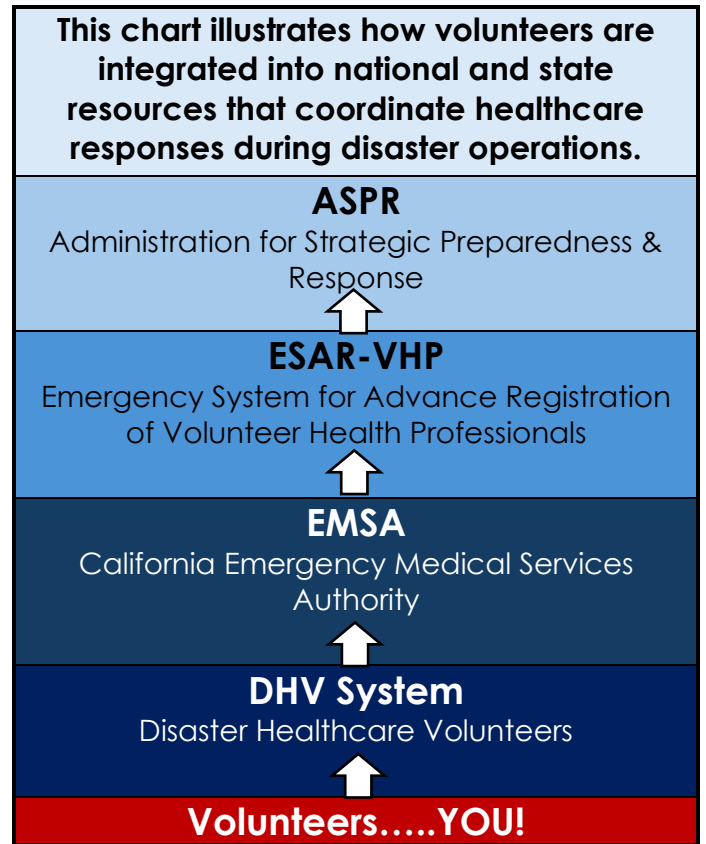 This chart illustrates how volunteers are
integrated into national and state
resources that coordinate healthcare
responses during disaster operations.
ASPR
Administration for Strategic Preparedness &
Response
ESAR-VHP
Emergency System for Advance Registration
of Volunteer Health Professionals
EMSA
California Emergency Medical Services
Authority
DHV System
Disaster Healthcare Volunteers
Volunteers.....YOU!